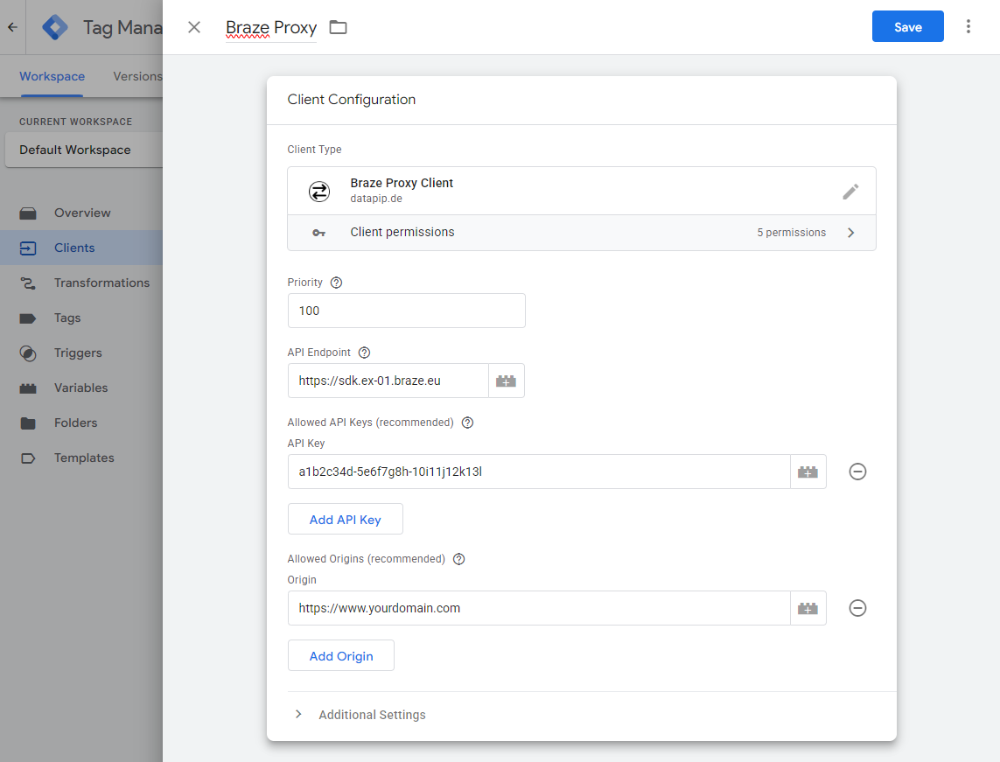 Tag Mana
Braze Proxy
Save
Workspace
Versions
CURRENT WORKSPACE
Default Workspace
Overview
Clients
Transformations
Tags
Triggers
Variables
Folders
Templates
Client Configuration
Client Type
Braze Proxy Client
datapip.de
Client permissions
5 permissions
Priority
100
API Endpoint
https://sdk.ex-01.braze.eu
Allowed API Keys (recommended)
API Key
a1b2c34d-5e6f7g8h-10i11j12k13l
Add API Key
Allowed Origins (recommended)
Origin
https://www.yourdomain.com
Add Origin
Additional Settings